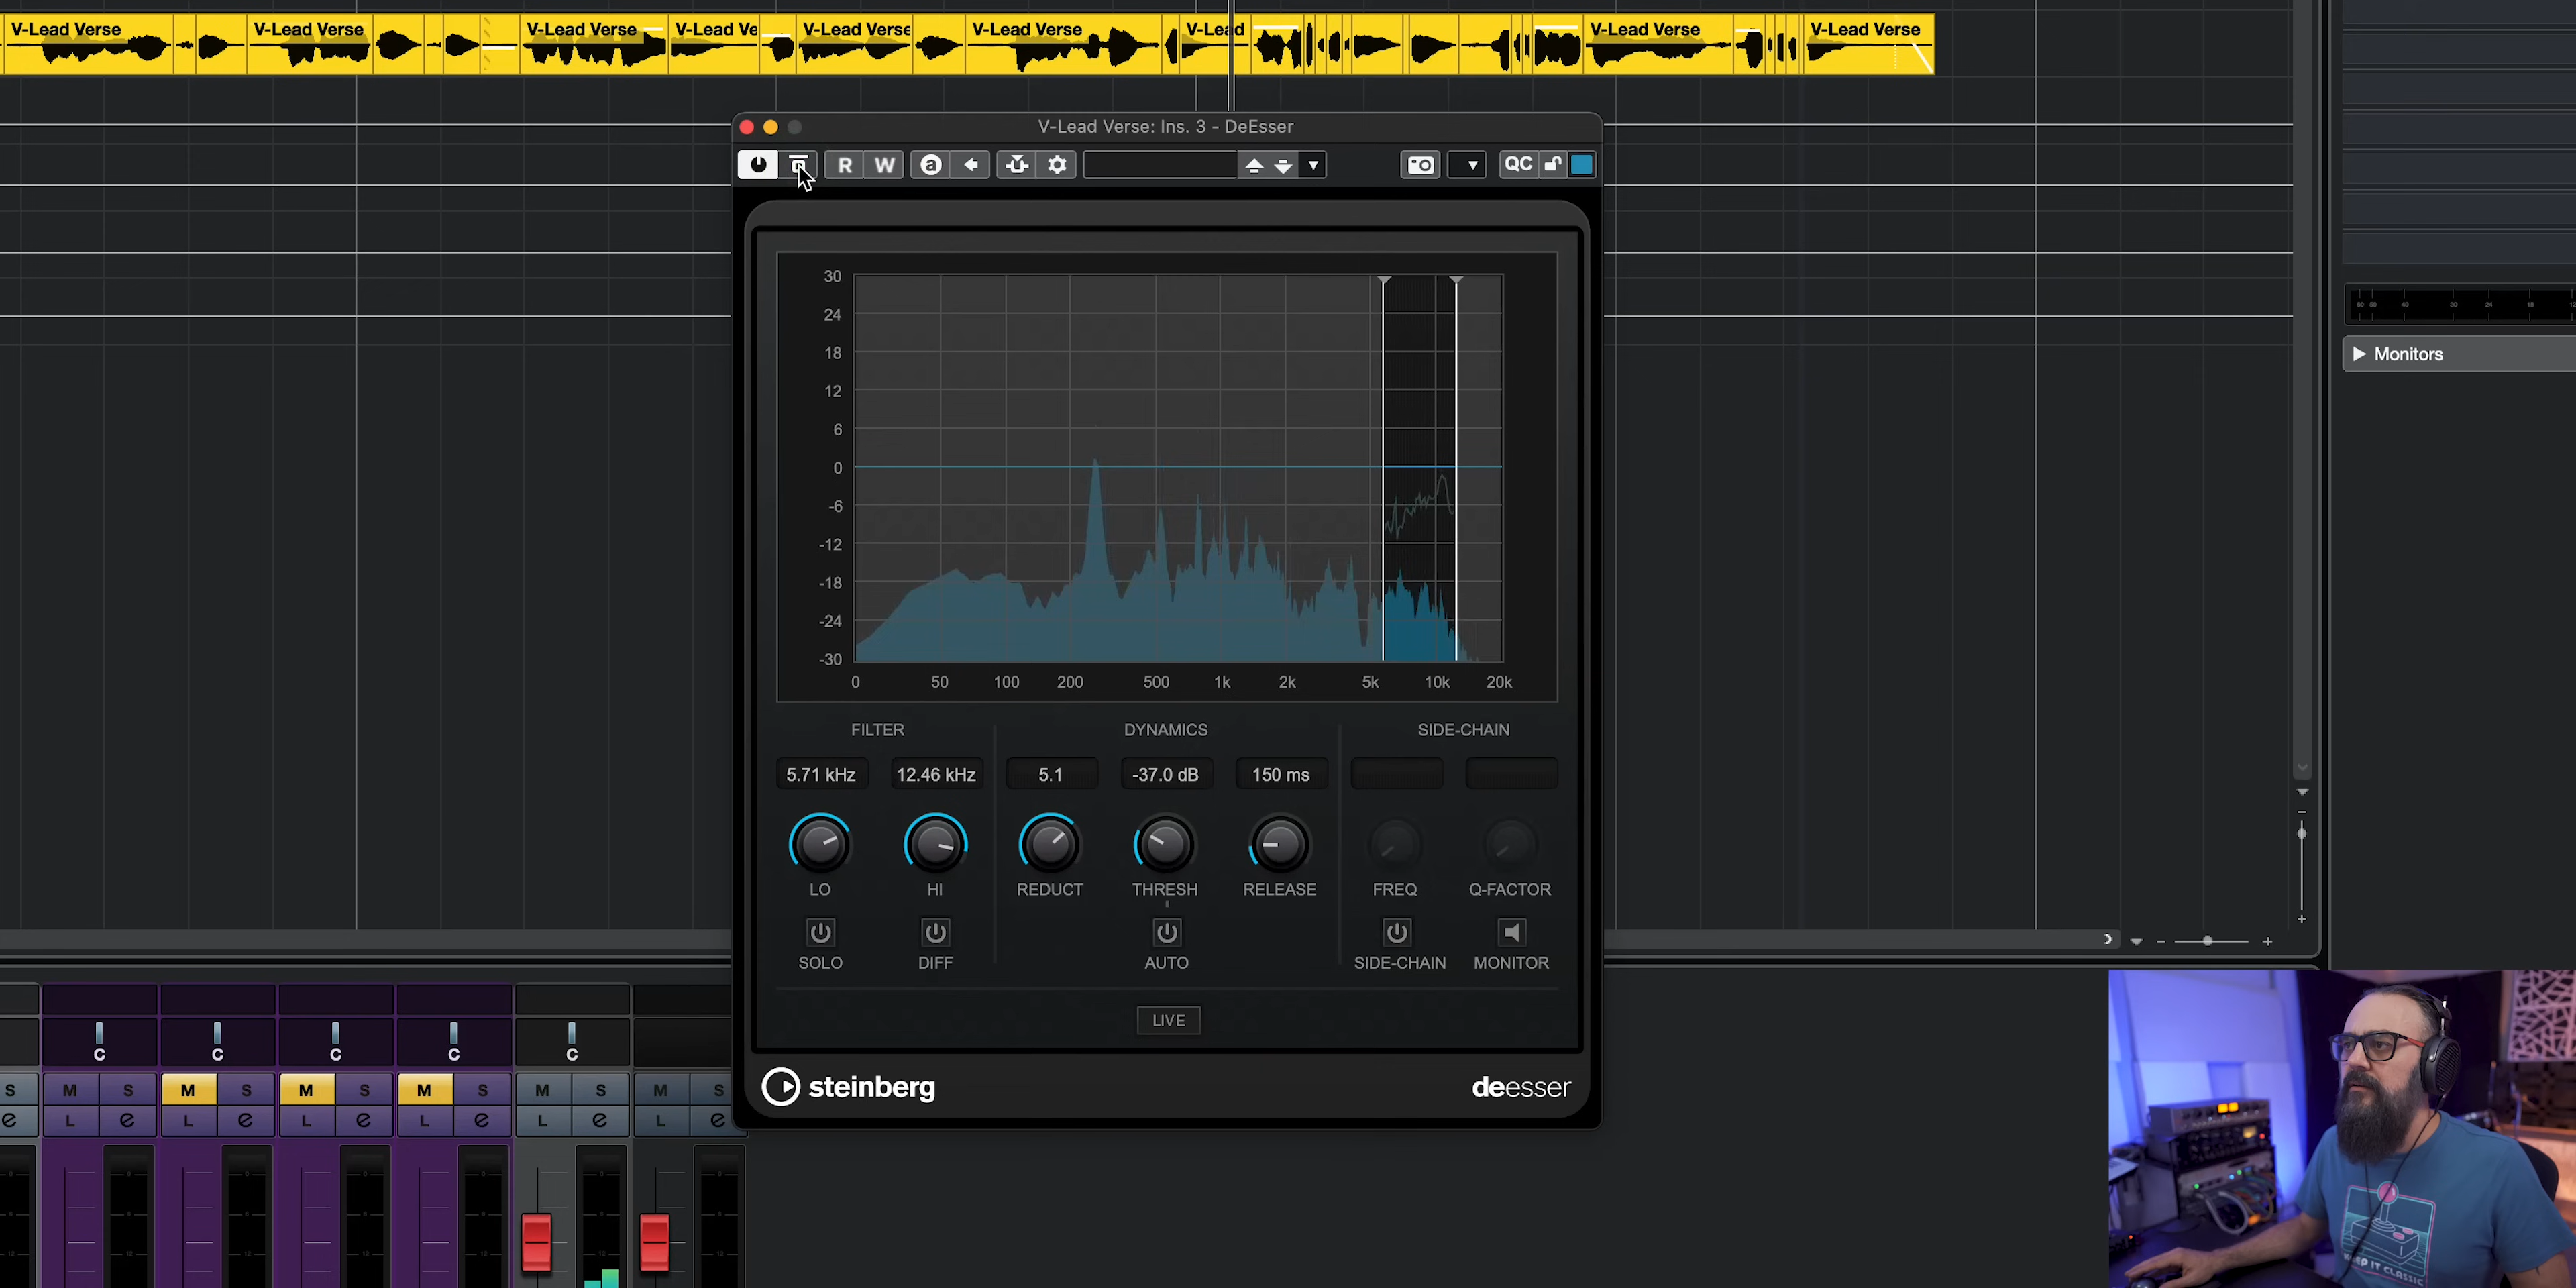 V-Lead Verse V-Lead Verse V-Lead Verse V-Lead Ve V-Lead Verse V-Lead Verse V-Lead V-Lead Verse V-Lead Verse
V-Lead Verse: Ins. 3 - DeEsser
R W a QC
Monitors
30
24
18
12
6
0
-6
-12
-18
-24
-30
0 50 100 200 500 1k 2k 5k 10k 20k
FILTER DYNAMICS SIDE-CHAIN
5.71 kHz 12.46 kHz 5.1 -37.0 dB 150 ms
LO HI REDUCT THRESH RELEASE FREQ Q-FACTOR
SOLO DIFF AUTO SIDE-CHAIN MONITOR
LIVE
steinberg deesser
C C C C C
S M S M S M S M S M S M S
e L e L e L e L e L e L e
KEEP IT CLASSIC